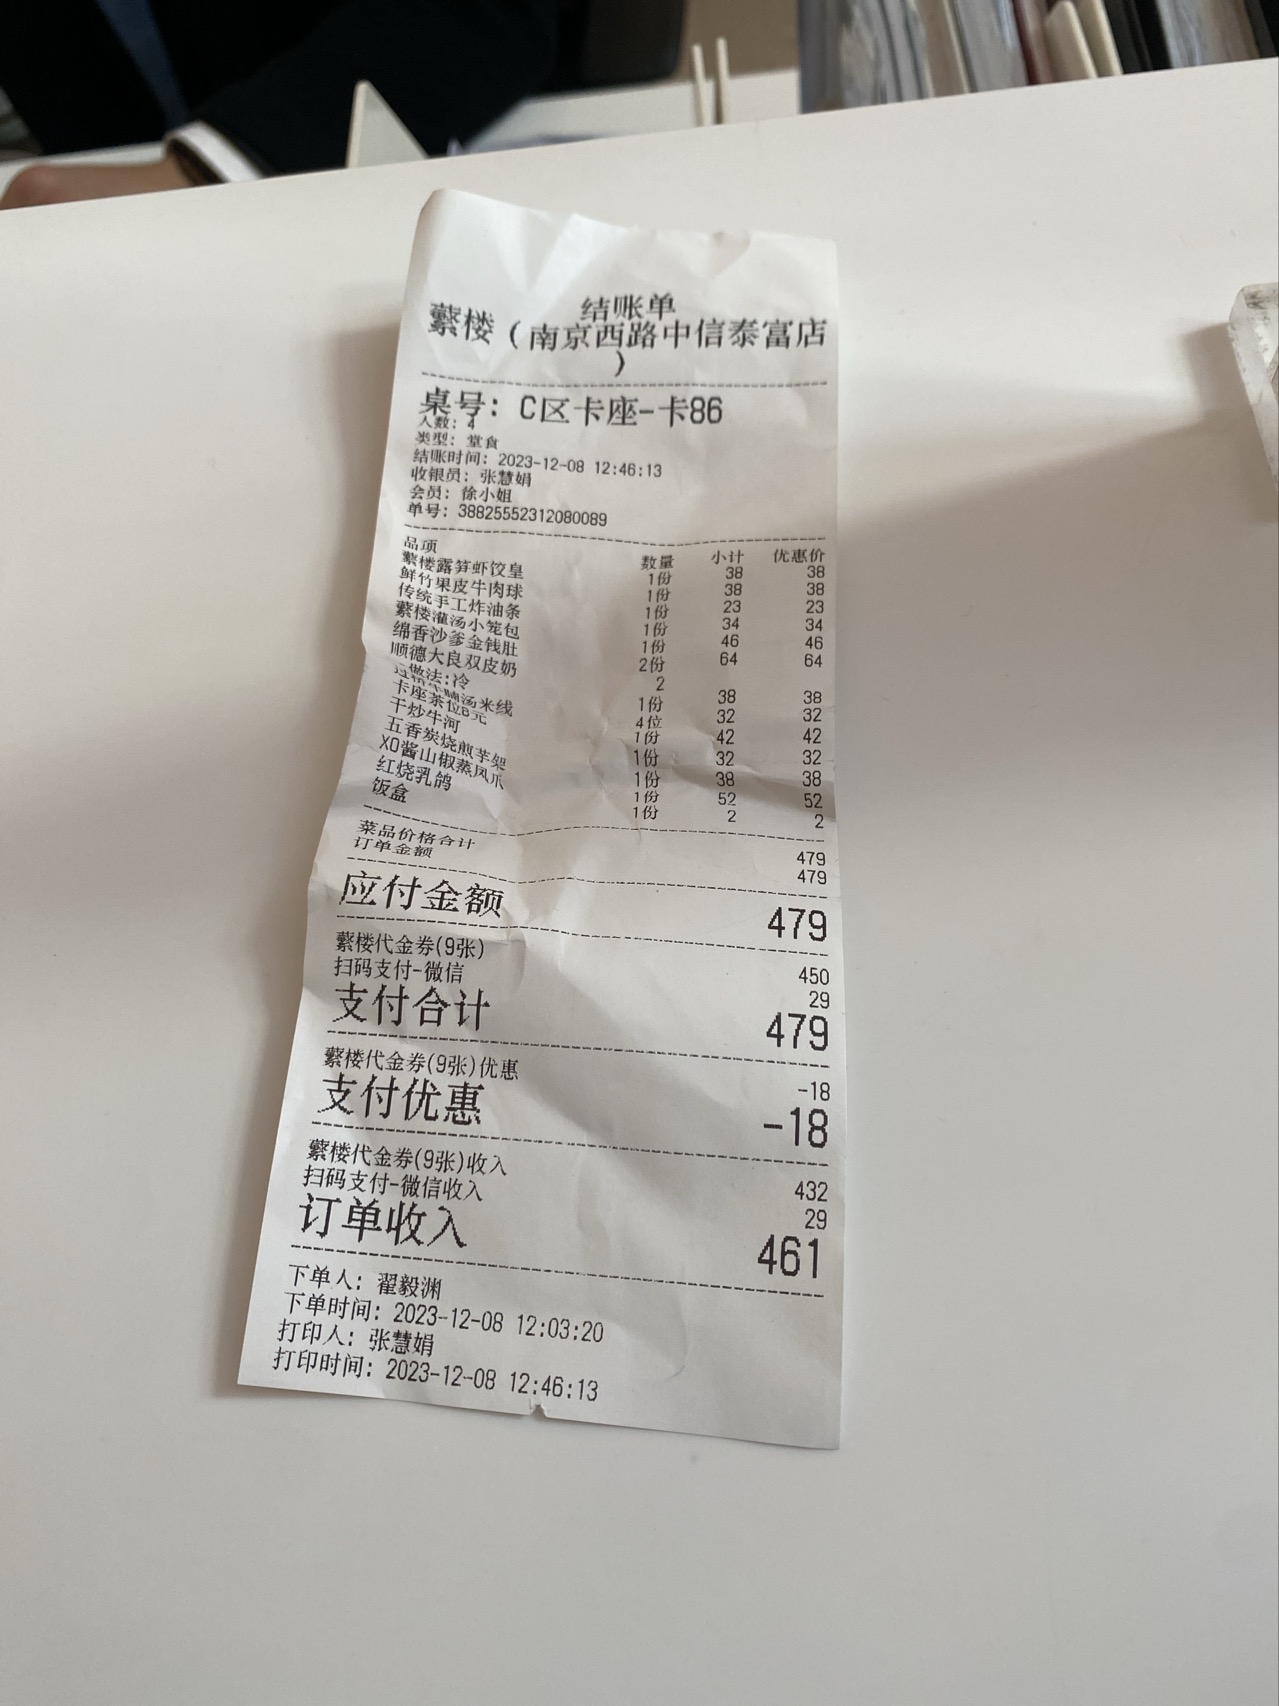 结账单
蘩楼（南京西路中信泰富店
）
桌号: C区卡座-卡86
人数: 4
类型: 堂食
结账时间: 2023-12-08 12:46:13
收银员: 张慧娟
会员: 徐小姐
单号: 38825552312080089
品项 数量 小计 优惠价
蘩楼露笋虾饺皇 1份 38 38
鲜竹果皮牛肉球 1份 38 38
传统手工炸油条 1份 23 23
蘩楼灌汤小笼包 1份 34 34
绵香沙爹金钱肚 1份 46 46
顺德大良双皮奶 2份 64 64
做法:冷 2
汤米线 1份 38 38
卡座茶位8元 4位 32 32
干炒牛河 1份 42 42
五香炭烧煎芋架 1份 32 32
XO酱山椒蒸凤爪 1份 38 38
红烧乳鸽 1份 52 52
饭盒 1份 2 2
菜品价格合计 479
订单金额 479
应付金额 479
蘩楼代金券(9张) 450
扫码支付-微信 29
支付合计 479
蘩楼代金券(9张)优惠 -18
支付优惠 -18
蘩楼代金券(9张)收入 432
扫码支付-微信收入 29
订单收入 461
下单人: 翟毅渊
下单时间: 2023-12-08 12:03:20
打印人: 张慧娟
打印时间: 2023-12-08 12:46:13